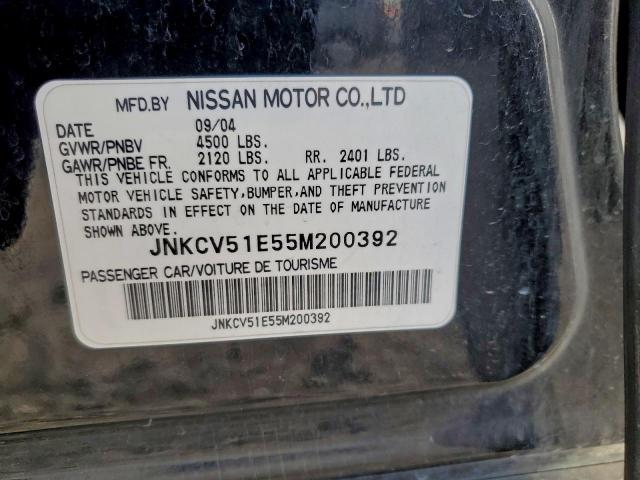 MFD.BY NISSAN MOTOR CO.,LTD
DATE 09/04
GVWR/PNBV 4500 LBS.
GAWR/PNBE FR. 2120 LBS. RR. 2401 LBS.
THIS VEHICLE CONFORMS TO ALL APPLICABLE FEDERAL
MOTOR VEHICLE SAFETY,BUMPER,AND THEFT PREVENTION
STANDARDS IN EFFECT ON THE DATE OF MANUFACTURE
SHOWN ABOVE.
JNKCV51E55M200392
PASSENGER CAR/VOITURE DE TOURISME
JNKCV51E55M200392